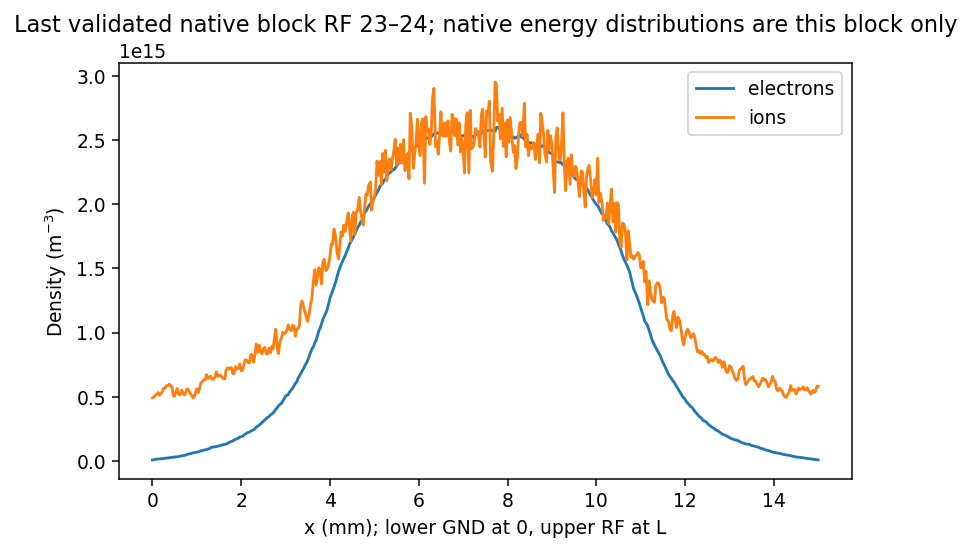 Last validated native block RF 23–24; native energy distributions are this block only
1e15
3.0
2.5
2.0
1.5
1.0
0.5
0.0
Density (m⁻³)
electrons
ions
0 2 4 6 8 10 12 14
x (mm); lower GND at 0, upper RF at L